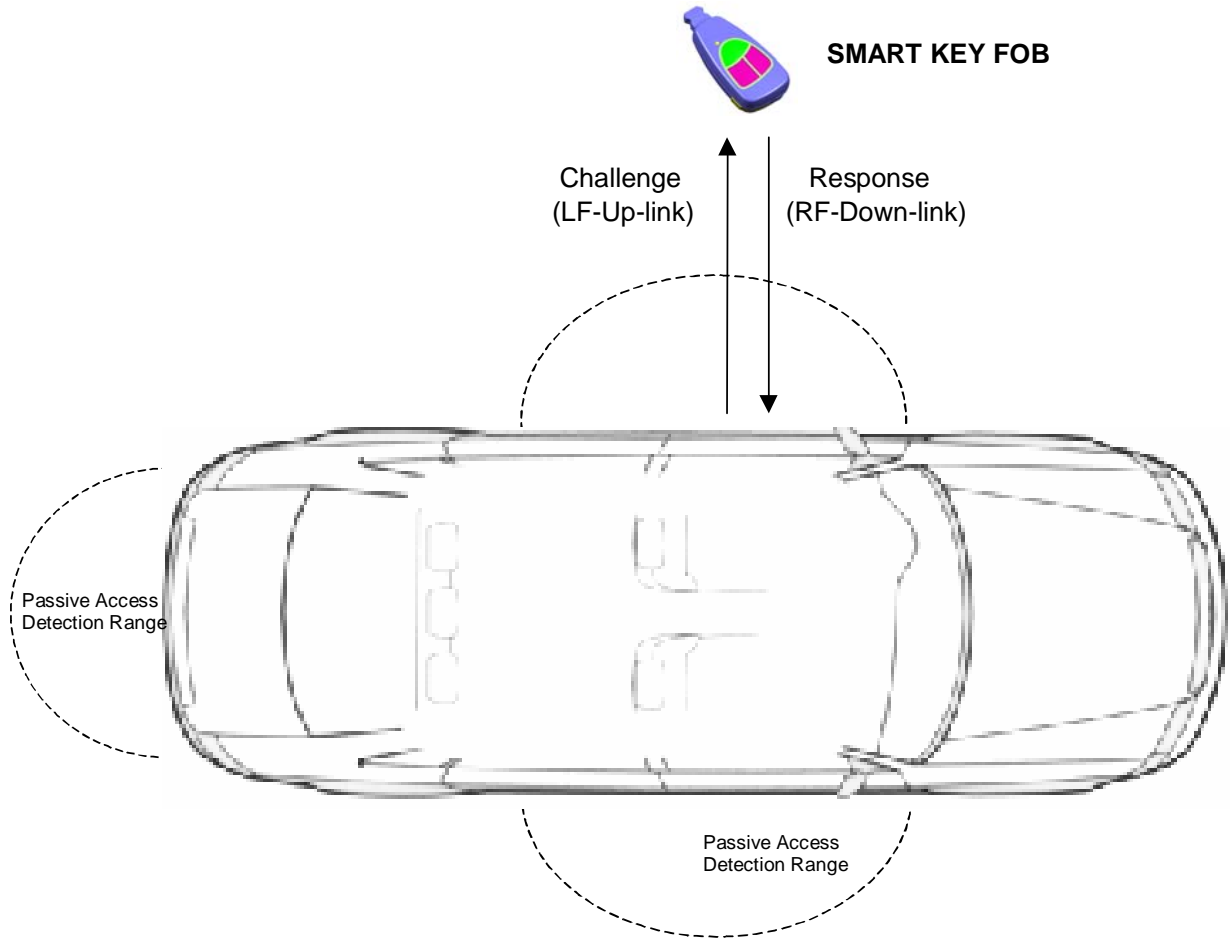 SMART KEY FOB
Challenge
(LF-Up-link)
Response
(RF-Down-link)
Passive Access
Detection Range
Passive Access
Detection Range